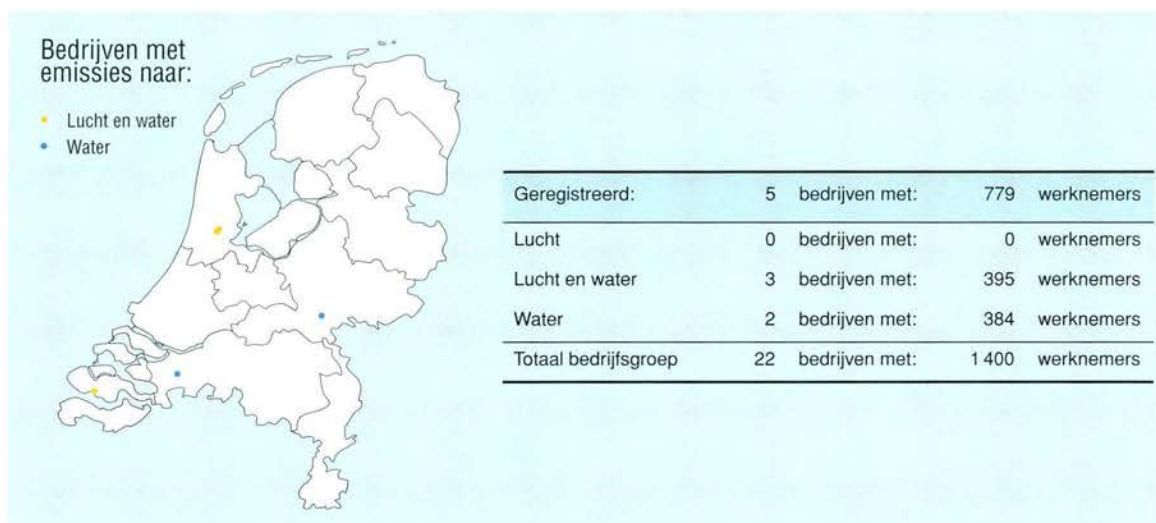 Bedrijven met
emissies naar:
Lucht en water
Water
Geregistreerd: 5 bedrijven met: 779 werknemers
Lucht 0 bedrijven met: 0 werknemers
Lucht en water 3 bedrijven met: 395 werknemers
Water 2 bedrijven met: 384 werknemers
Totaal bedrijfsgroep 22 bedrijven met: 1 400 werknemers